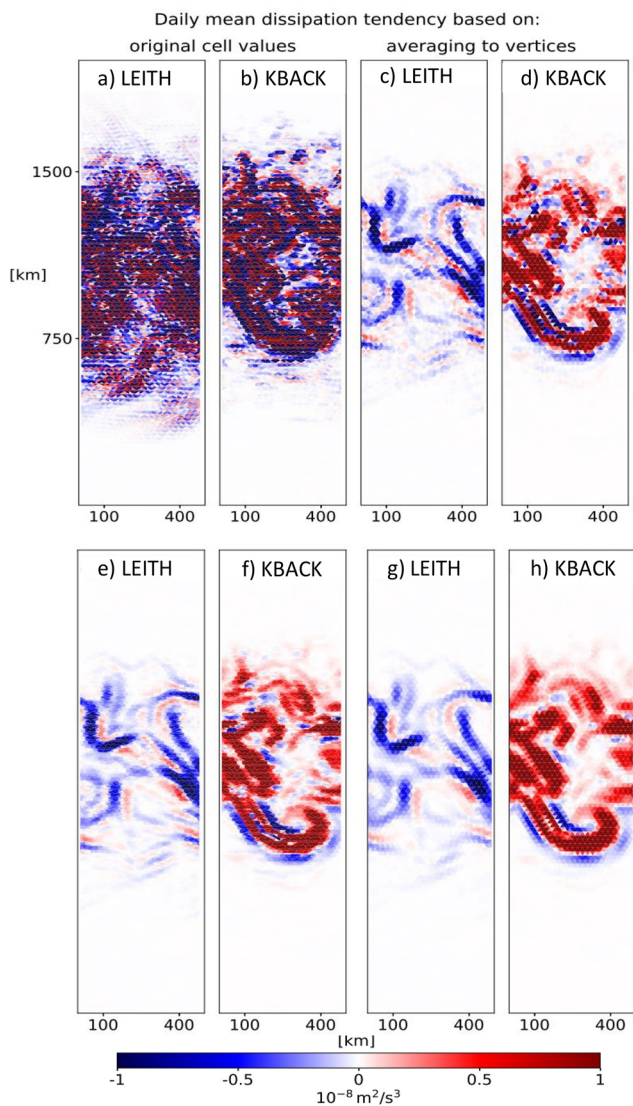 Daily mean dissipation tendency based on:
original cell values averaging to vertices
a) LEITH b) KBACK c) LEITH d) KBACK
1500
[km]
750
100 400 100 400 100 400 100 400
e) LEITH f) KBACK g) LEITH h) KBACK
100 400 100 400 100 400 100 400
[km]
-1 -0.5 0 0.5 1
10⁻⁸ m²/s³